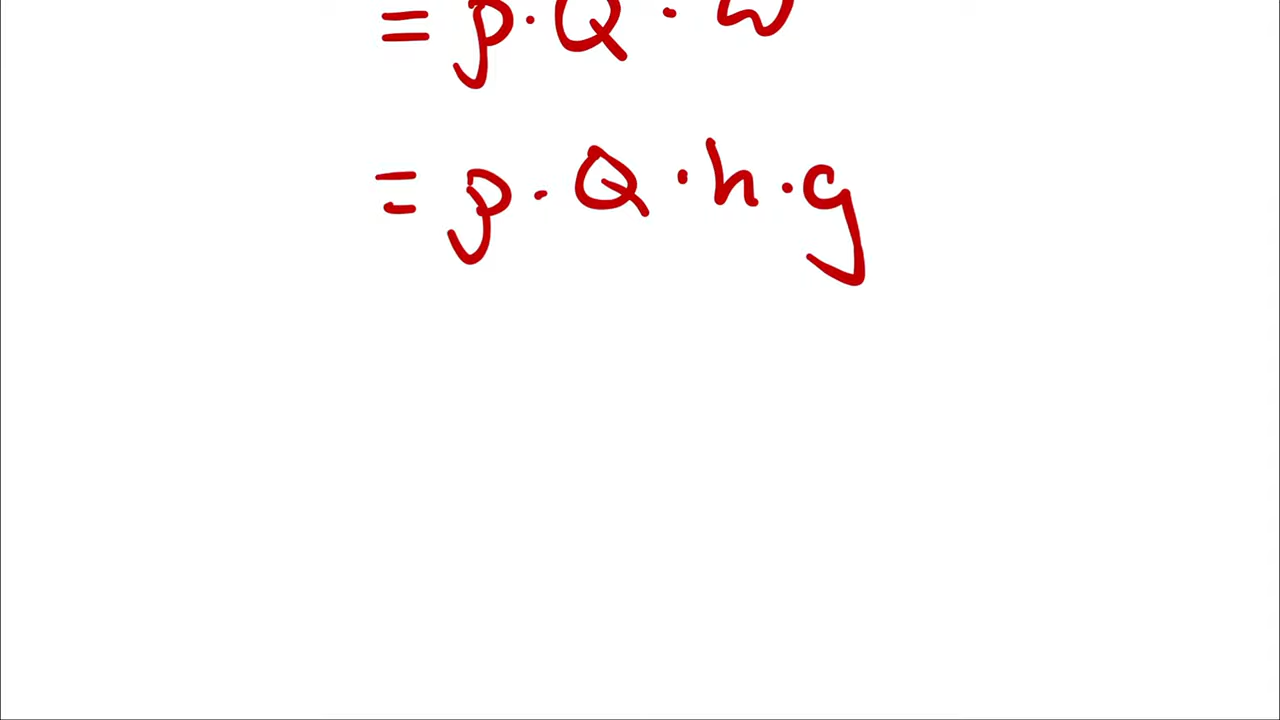 = ρ · Q · w
= ρ · Q · h · g